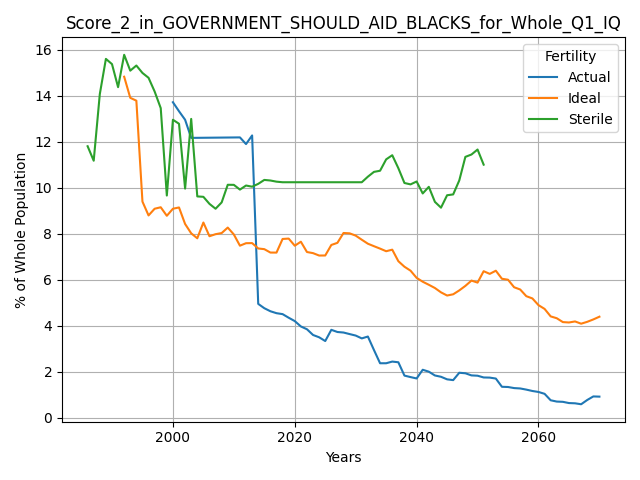 Score_2_in_GOVERNMENT_SHOULD_AID_BLACKS_for_Whole_Q1_IQ
Fertility
Actual
Ideal
Sterile
% of Whole Population
16
14
12
10
8
6
4
2
0
2000 2020 2040 2060
Years